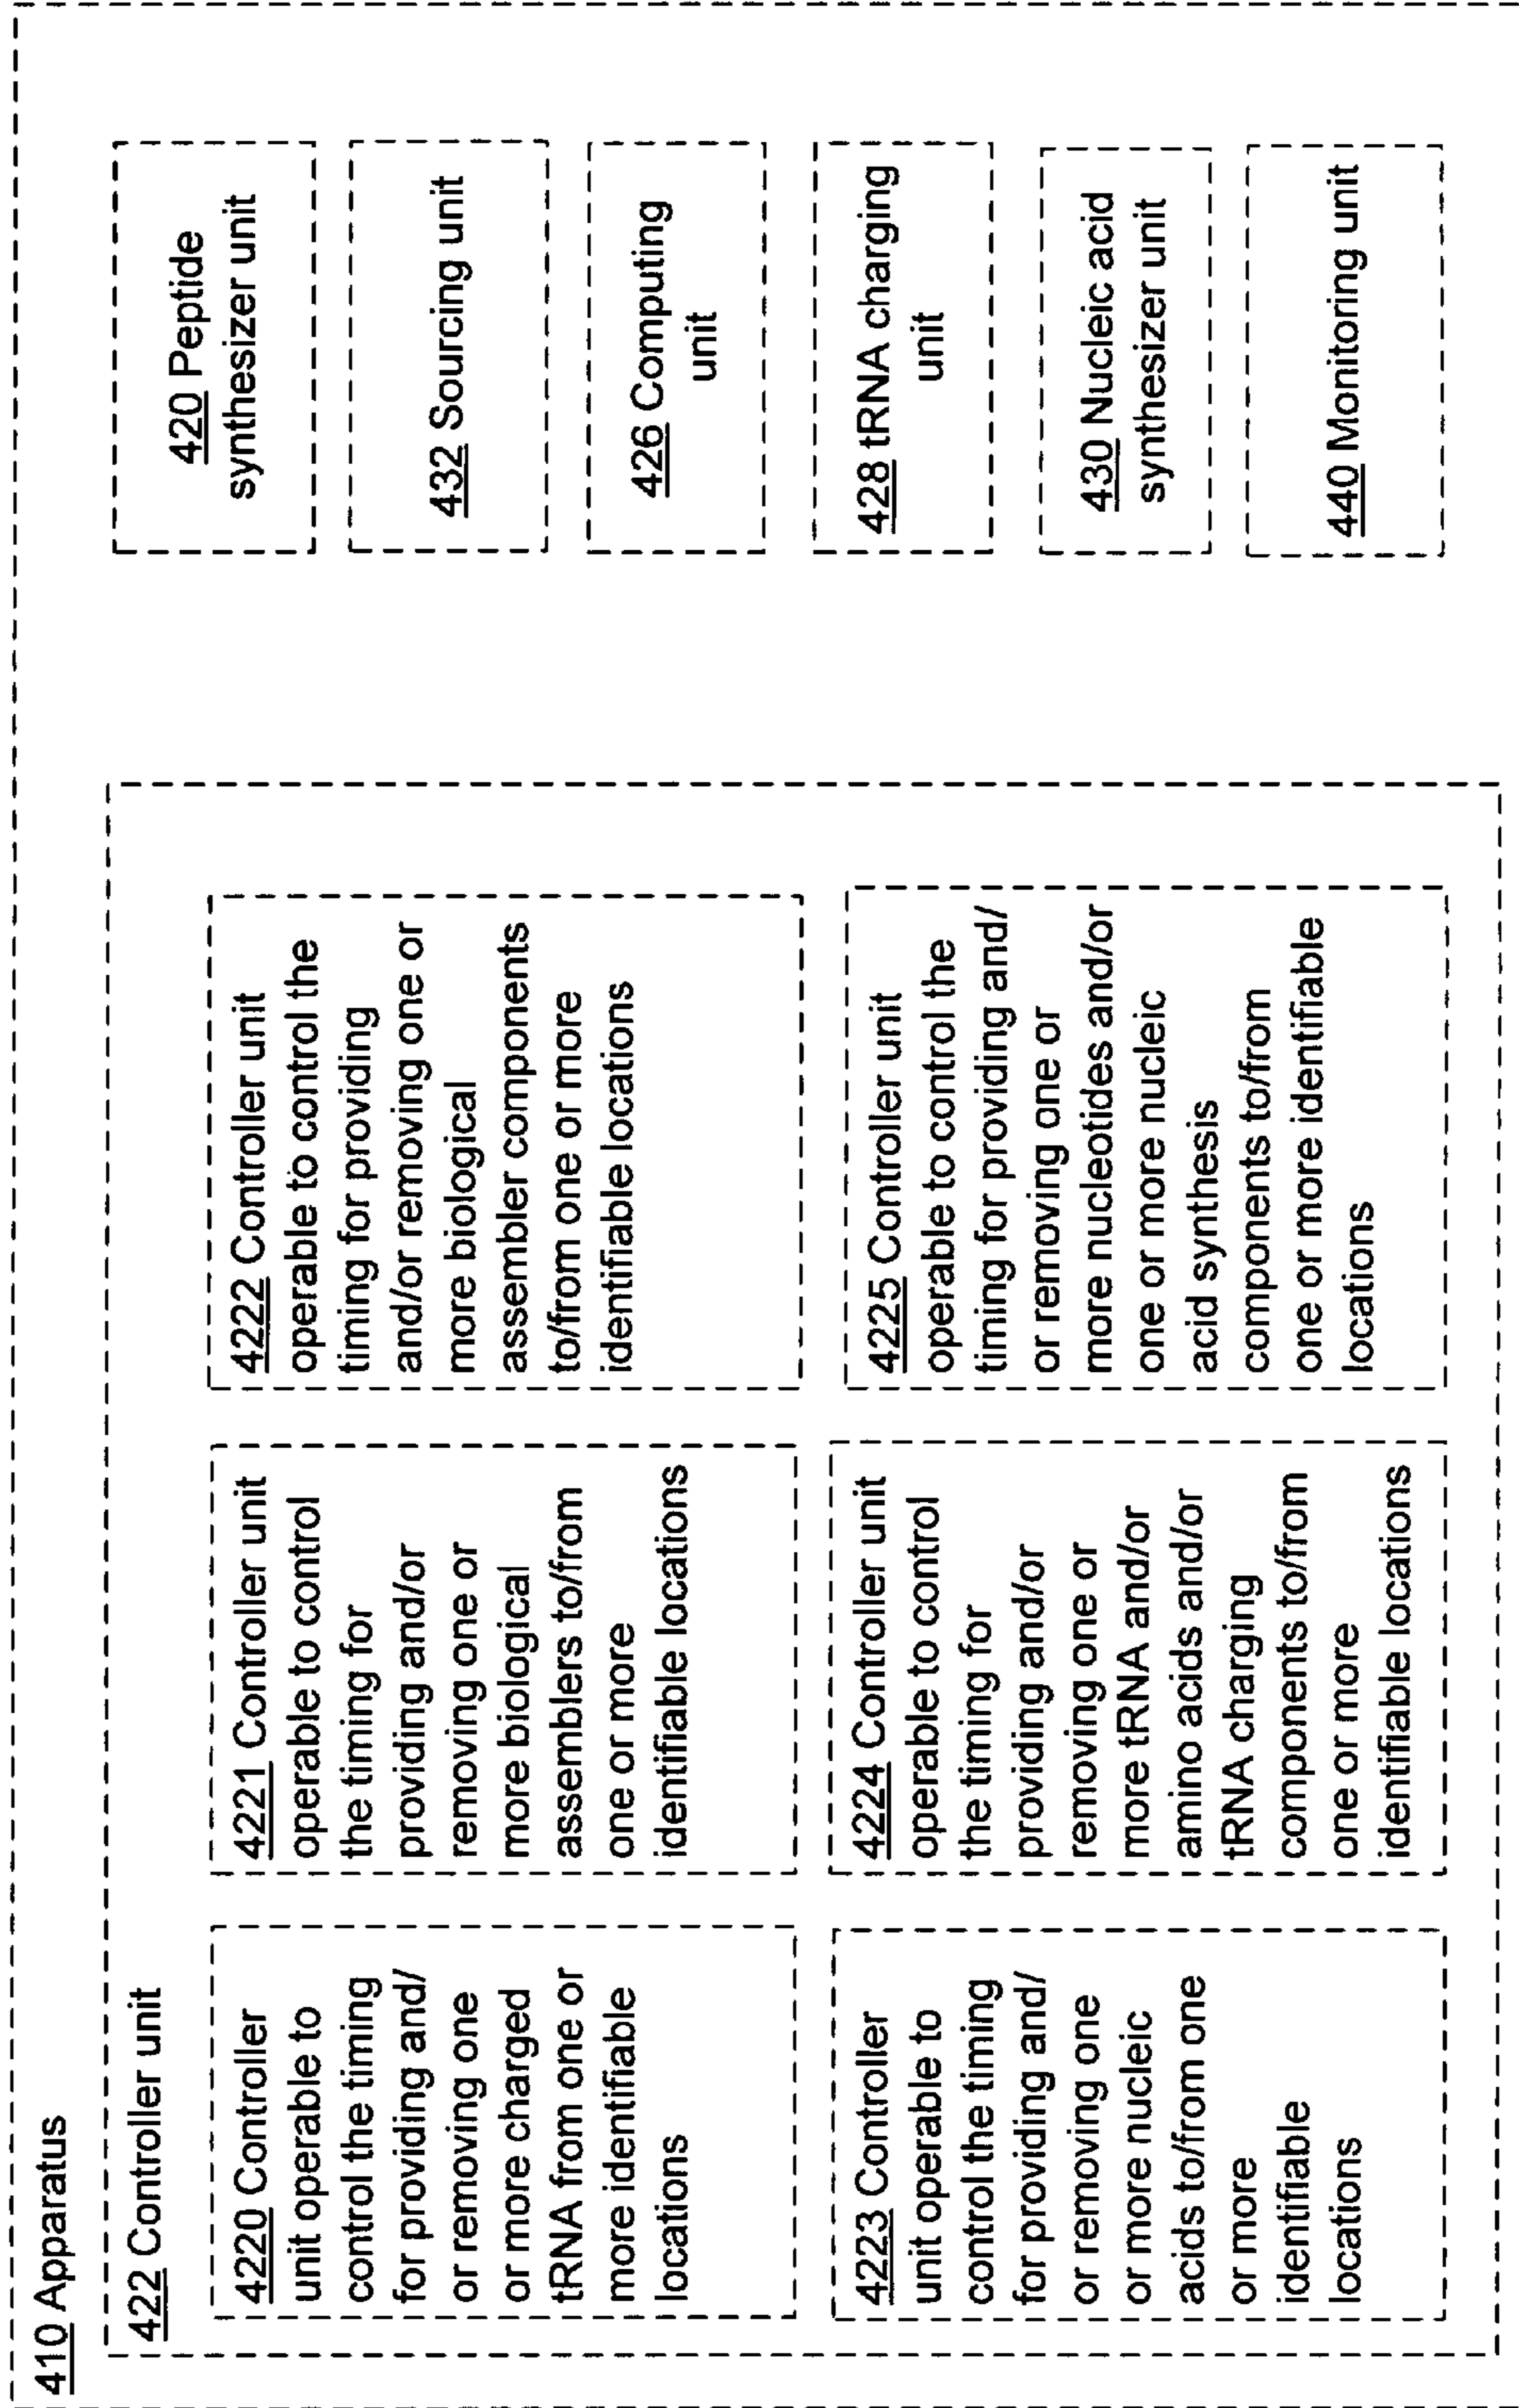 410 Apparatus
422 Controller unit
4220 Controller
unit operable to
control the timing
for providing and/
or removing one
or more charged
tRNA from one or
more identifiable
locations
4221 Controller unit
operable to control
the timing for
providing and/or
removing one or
more biological
assemblers to/from
one or more
identifiable locations
4222 Controller unit
operable to control the
timing for providing
and/or removing one or
more biological
assembler components
to/from one or more
identifiable locations
4223 Controller
unit operable to
control the timing
for providing and/
or removing one
or more nucleic
acids to/from one
or more
identifiable
locations
4224 Controller unit
operable to control
the timing for
providing and/or
removing one or
more tRNA and/or
amino acids and/or
tRNA charging
components to/from
one or more
identifiable locations
4225 Controller unit
operable to control the
timing for providing and/
or removing one or
more nucleotides and/or
one or more nucleic
acid synthesis
components to/from
one or more identifiable
locations
420 Peptide
synthesizer unit
432 Sourcing unit
426 Computing
unit
428 tRNA charging
unit
430 Nucleic acid
synthesizer unit
440 Monitoring unit